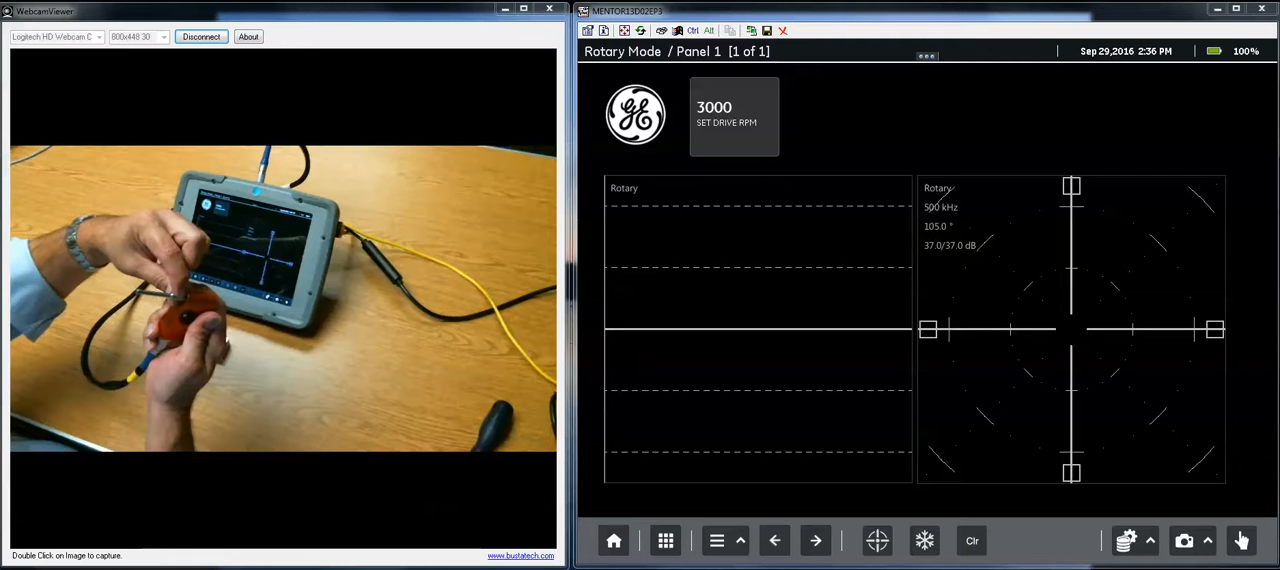 WebcamViewer
Logitech HD Webcam C
800x448 30
Disconnect
About
Double Click on Image to capture.
www.bustatech.com
MENTOR13D02EP3
Ctrl
Alt
Rotary Mode / Panel 1 [1 of 1]
Sep 29,2016 2:36 PM
100%
GE
3000
SET DRIVE RPM
Rotary
Rotary
500 kHz
105.0 °
37.0/37.0 dB
Clr